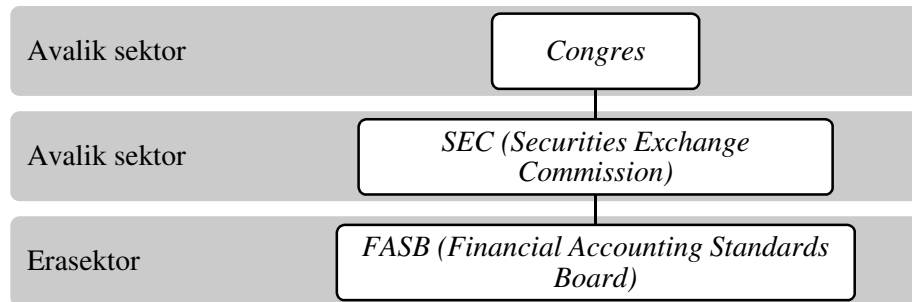 Avalik sektor
Congres
Avalik sektor
SEC (Securities Exchange
Commission)
Erasektor
FASB (Financial Accounting Standards
Board)